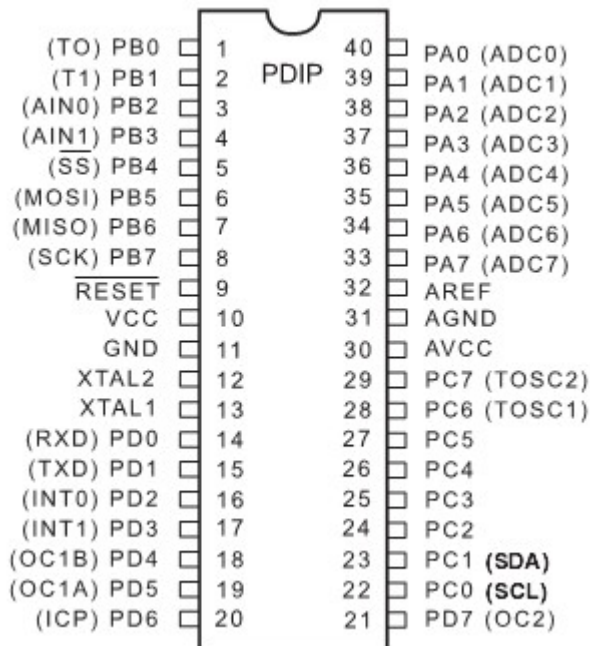 (TO) PB0 1 40 PA0 (ADC0)
(T1) PB1 2 PDIP 39 PA1 (ADC1)
(AIN0) PB2 3 38 PA2 (ADC2)
(AIN1) PB3 4 37 PA3 (ADC3)
(SS) PB4 5 36 PA4 (ADC4)
(MOSI) PB5 6 35 PA5 (ADC5)
(MISO) PB6 7 34 PA6 (ADC6)
(SCK) PB7 8 33 PA7 (ADC7)
RESET 9 32 AREF
VCC 10 31 AGND
GND 11 30 AVCC
XTAL2 12 29 PC7 (TOSC2)
XTAL1 13 28 PC6 (TOSC1)
(RXD) PD0 14 27 PC5
(TXD) PD1 15 26 PC4
(INT0) PD2 16 25 PC3
(INT1) PD3 17 24 PC2
(OC1B) PD4 18 23 PC1 (SDA)
(OC1A) PD5 19 22 PC0 (SCL)
(ICP) PD6 20 21 PD7 (OC2)